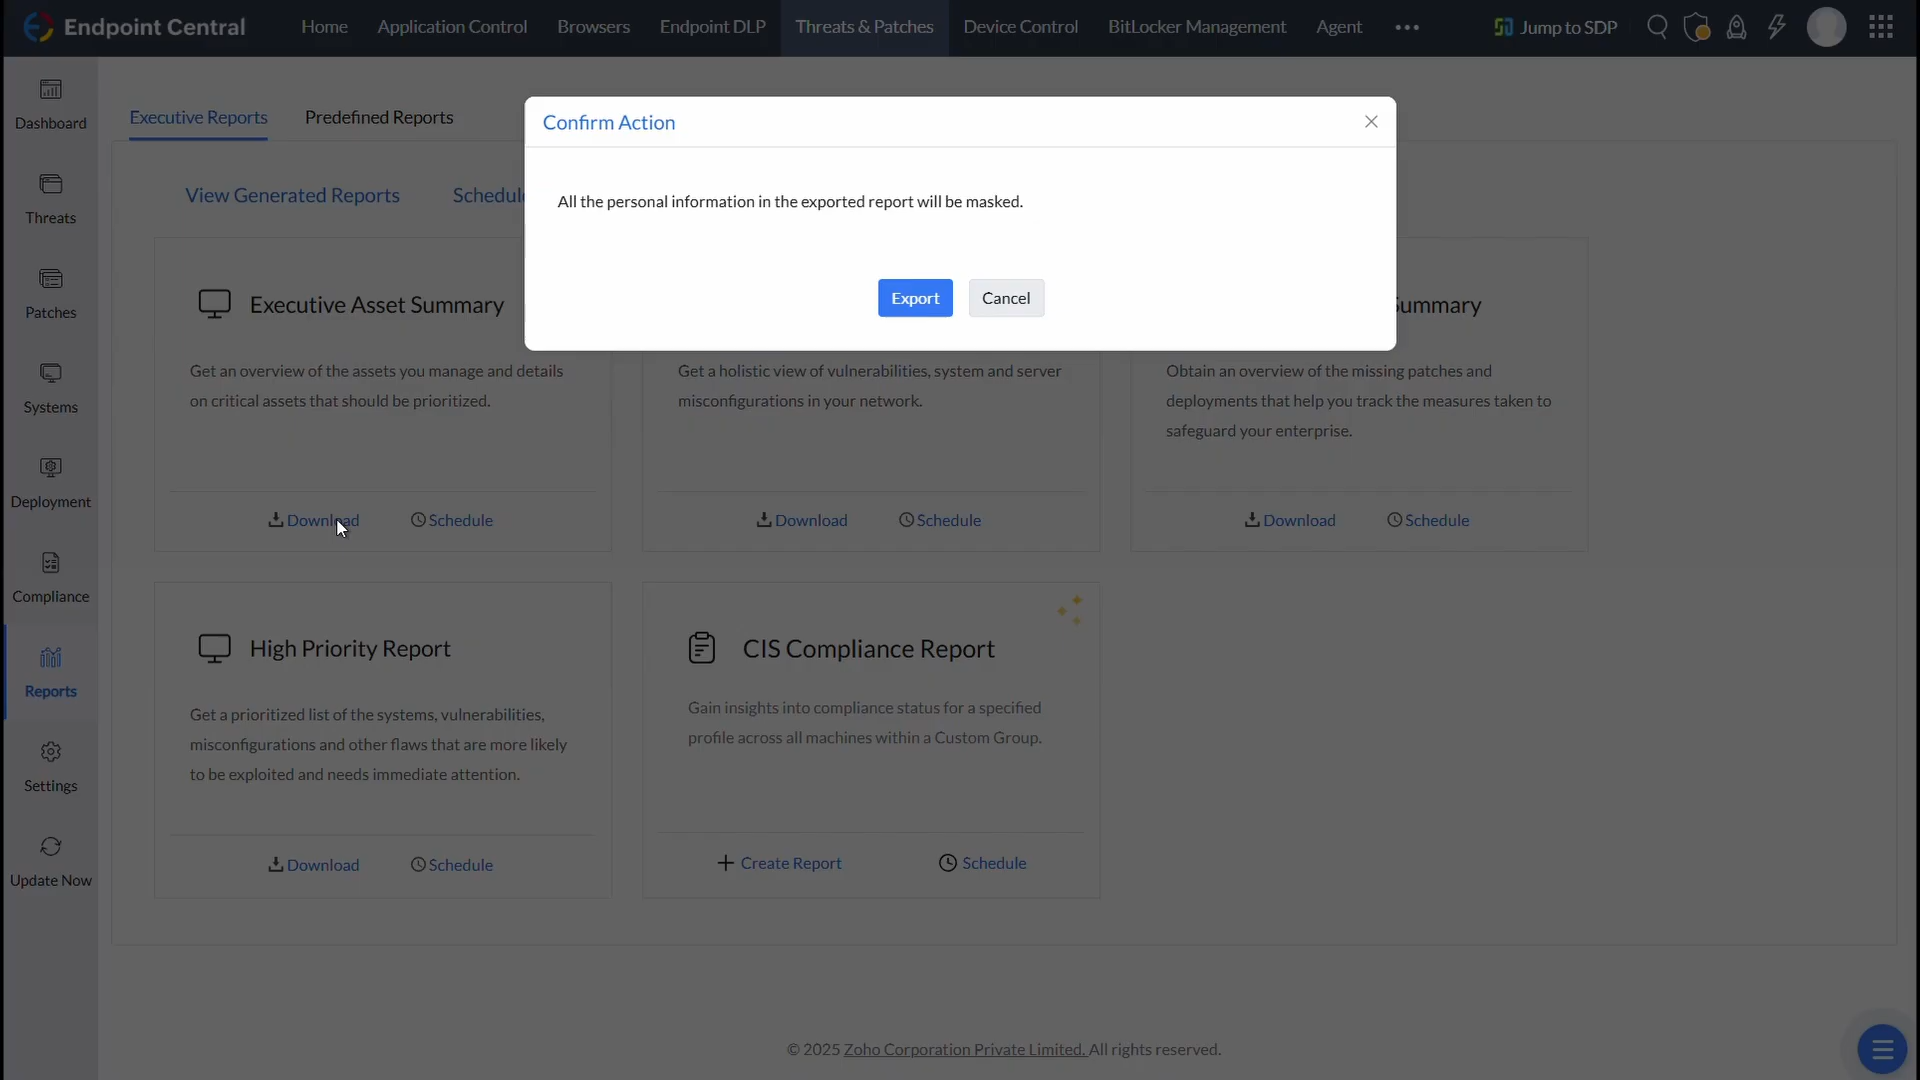 Endpoint Central
Home
Application Control
Browsers
Endpoint DLP
Threats & Patches
Device Control
BitLocker Management
Agent
Jump to SDP
Dashboard
Threats
Patches
Systems
Deployment
Compliance
Reports
Settings
Update Now
Executive Reports
Predefined Reports
View Generated Reports
Confirm Action
All the personal information in the exported report will be masked.
Export
Cancel
Executive Asset Summary
Get an overview of the assets you manage and details
on critical assets that should be prioritized.
Download
Schedule
Get a holistic view of vulnerabilities, system and server
misconfigurations in your network.
Download
Schedule
Summary
Obtain an overview of the missing patches and
deployments that help you track the measures taken to
safeguard your enterprise.
Download
Schedule
High Priority Report
Get a prioritized list of the systems, vulnerabilities,
misconfigurations and other flaws that are more likely
to be exploited and needs immediate attention.
Download
Schedule
CIS Compliance Report
Gain insights into compliance status for a specified
profile across all machines within a Custom Group.
Create Report
Schedule
© 2025 Zoho Corporation Private Limited. All rights reserved.